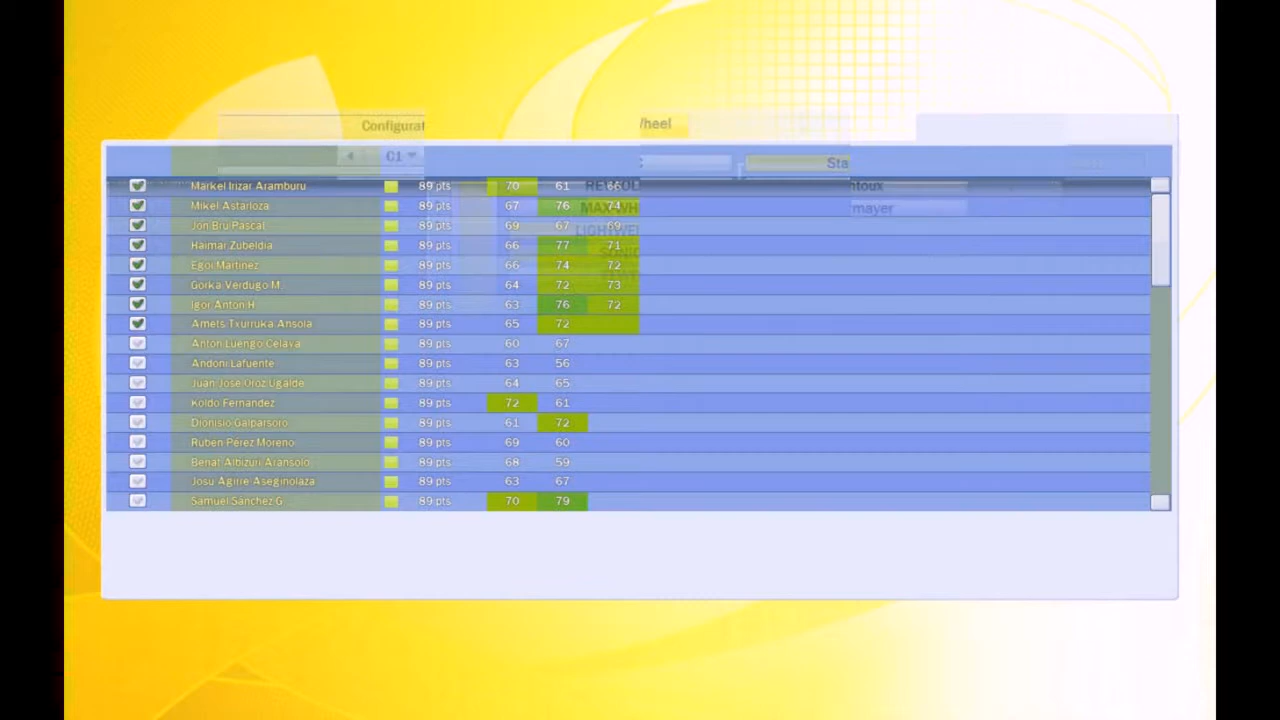 Configurat
Wheel
C1
Sta
Markel Irizar Aramburu 89 pts 70 61 66
Mikel Astarloza 89 pts 67 76 74
Jon Bru Pascal 89 pts 69 67 69
Haimar Zubeldia 89 pts 66 77 71
Egoi Martinez 89 pts 66 74 72
Gorka Verdugo M. 89 pts 64 72 73
Igor Anton H 89 pts 63 76 72
Amets Txurruka Ansola 89 pts 65 72
Anton Luengo Celaya 89 pts 60 67
Andoni Lafuente 89 pts 63 56
Juan José Oroz Ugalde 89 pts 64 65
Koldo Fernandez 89 pts 72 61
Dionisio Galparsoro 89 pts 61 72
Ruben Pérez Moreno 89 pts 69 60
Benat Albizuri Aransolo 89 pts 68 59
Josu Agirre Aseginolaza 89 pts 63 67
Samuel Sanchez G 89 pts 70 79